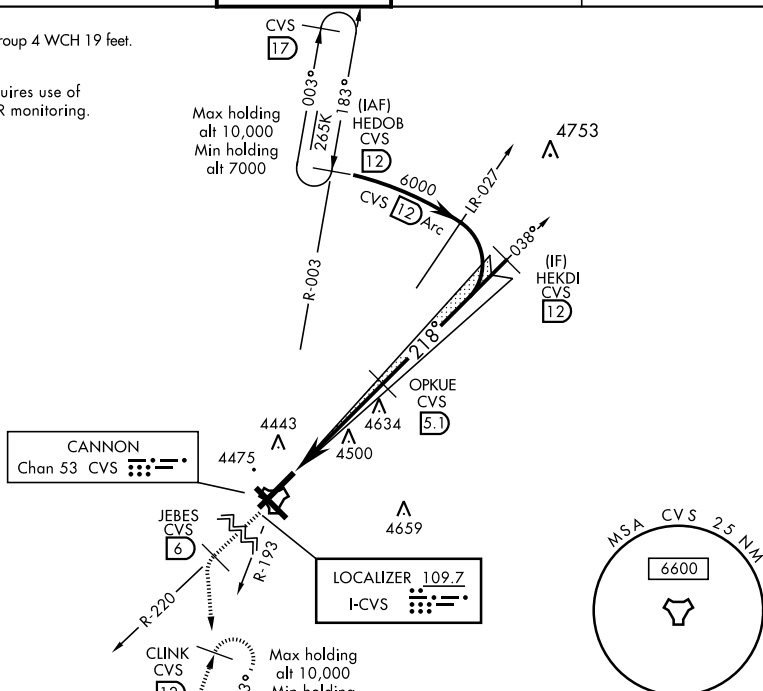 roup 4 WCH 19 feet.
uires use of
R monitoring.
CVS
17
003°
183°
265K
Max holding
alt 10,000
Min holding
alt 7000
(IAF)
HEDOB
CVS
12
6000
CVS 12 Arc
LR-027
4753
038°
(IF)
HEKDI
CVS
12
R-003
218°
OPKUE
CVS
5.1
4634
4500
4443
4475
CANNON
Chan 53 CVS
4659
JEBES
CVS
6
R-193
R-220
LOCALIZER 109.7
I-CVS
MSA CVS 25 NM
6600
CLINK
CVS
Max holding
alt 10,000
Min holding
3°